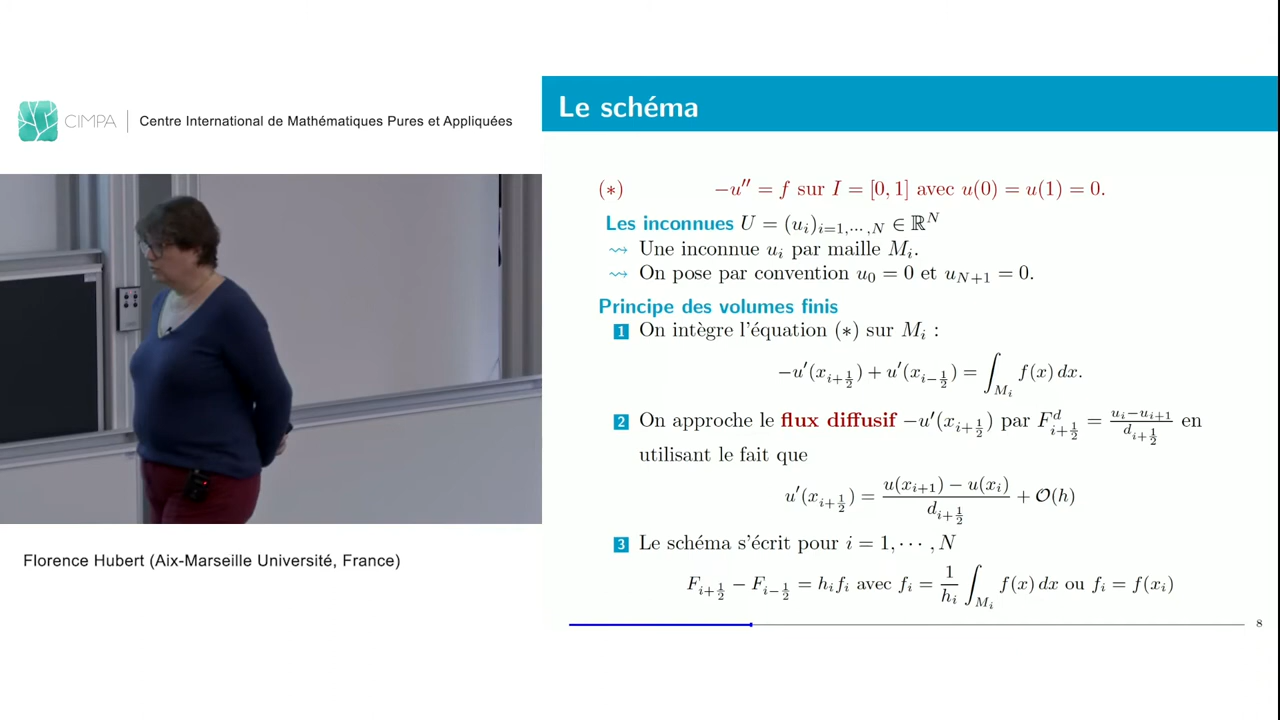 CIMPA
Centre International de Mathématiques Pures et Appliquées
Florence Hubert (Aix-Marseille Université, France)
Le schéma
(∗) −u″ = f sur I = [0, 1] avec u(0) = u(1) = 0.
Les inconnues U = (u_i)_{i=1,⋯,N} ∈ ℝ^N
⇝ Une inconnue u_i par maille M_i.
⇝ On pose par convention u_0 = 0 et u_{N+1} = 0.
Principe des volumes finis
1 On intègre l'équation (∗) sur M_i :
−u′(x_{i+1/2}) + u′(x_{i−1/2}) = ∫_{M_i} f(x) dx.
2 On approche le flux diffusif −u′(x_{i+1/2}) par F^d_{i+1/2} = (u_i−u_{i+1})/d_{i+1/2} en
utilisant le fait que
u′(x_{i+1/2}) = (u(x_{i+1}) − u(x_i))/d_{i+1/2} + O(h)
3 Le schéma s'écrit pour i = 1, ⋯ , N
F_{i+1/2} − F_{i−1/2} = h_i f_i avec f_i = 1/h_i ∫_{M_i} f(x) dx ou f_i = f(x_i)
8